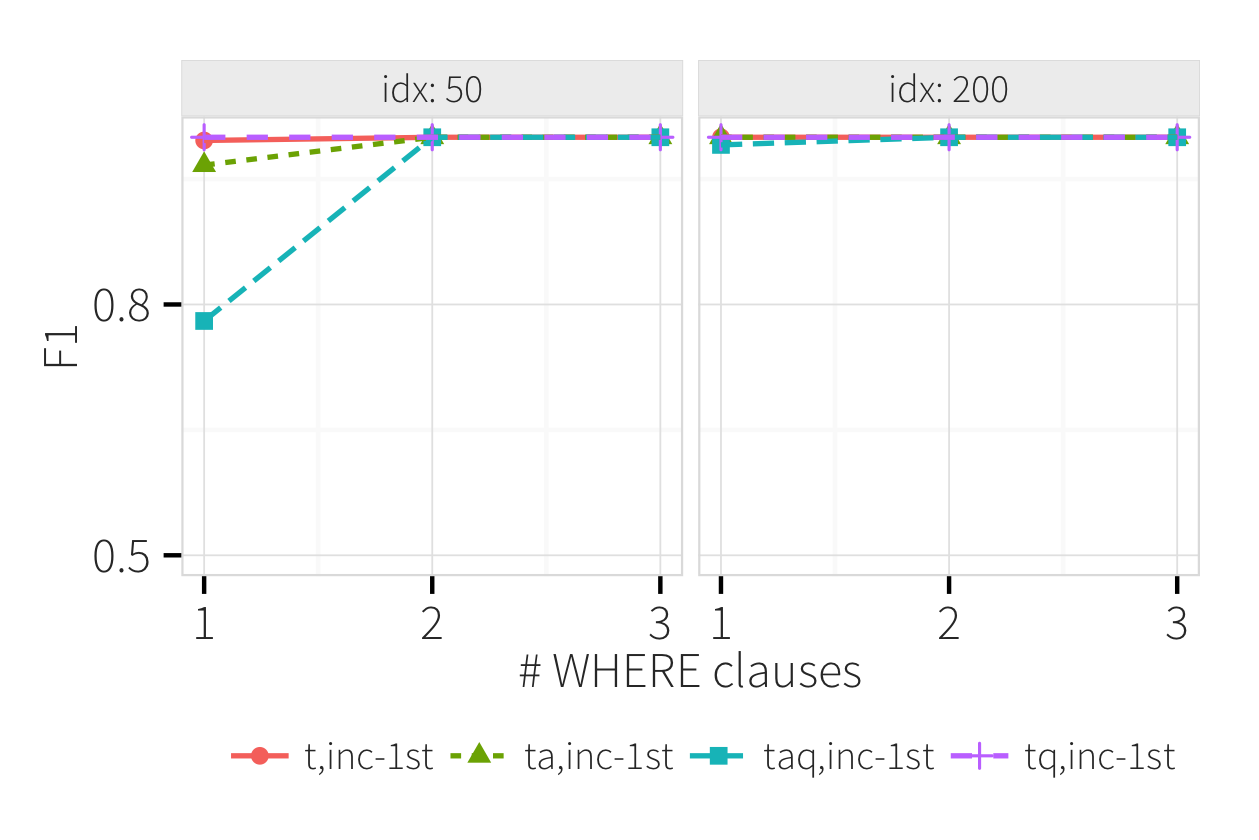 idx: 50
idx: 200
F1
0.8
0.5
1 2 3 1 2 3
# WHERE clauses
t,inc-1st ta,inc-1st taq,inc-1st tq,inc-1st